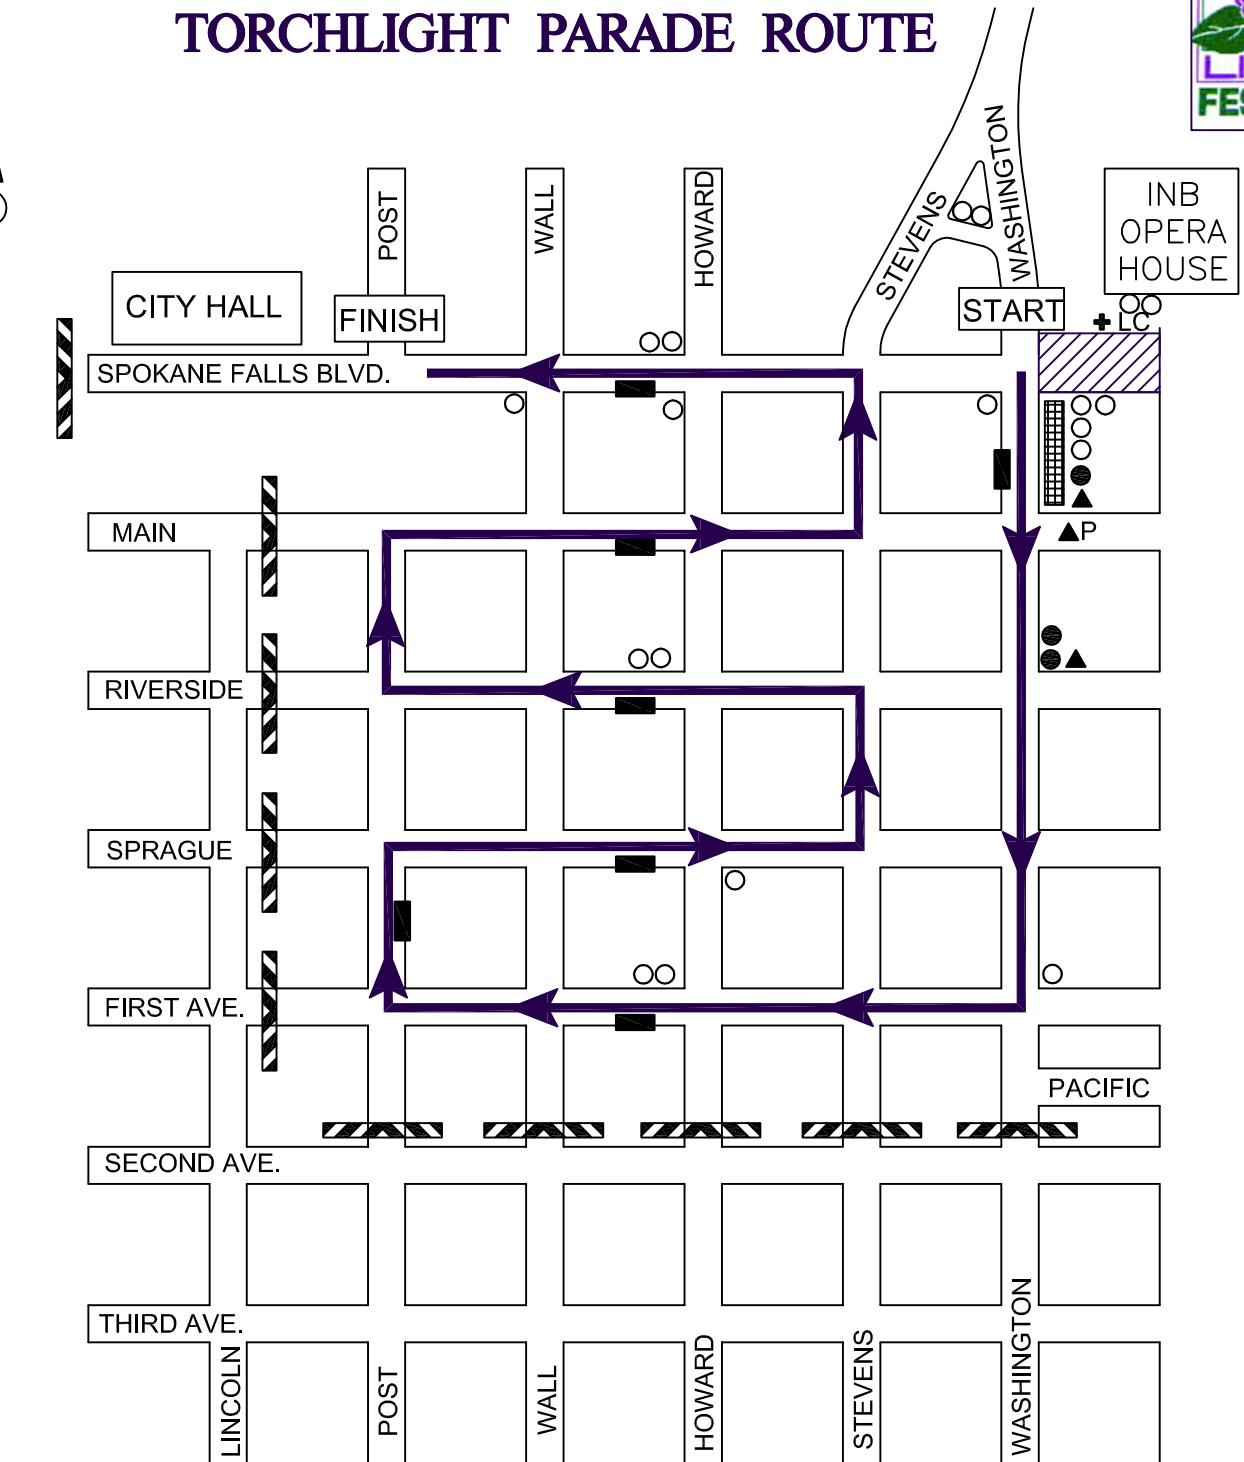 TORCHLIGHT PARADE ROUTE
FES
WASHINGTON
STEVENS
POST
WALL
HOWARD
INB
OPERA
HOUSE
CITY HALL
FINISH
START
LC
SPOKANE FALLS BLVD.
MAIN
P
RIVERSIDE
SPRAGUE
FIRST AVE.
PACIFIC
SECOND AVE.
THIRD AVE.
LINCOLN
POST
WALL
HOWARD
STEVENS
WASHINGTON